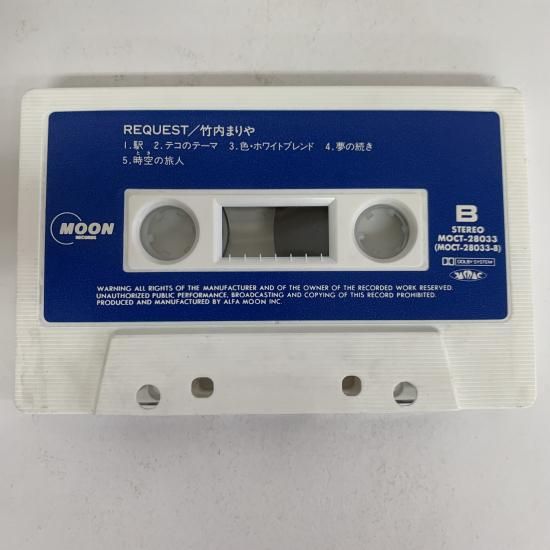 REQUEST／竹内まりや
1.駅 2.テコのテーマ 3.色・ホワイトブレンド 4.夢の続き
とき
5.時空の旅人
MOON
RECORDS
B
STEREO
MOCT-28033
(MOCT-28033-B)
DOLBY SYSTEM
WARNING ALL RIGHTS OF THE MANUFACTURER AND OF THE OWNER OF THE RECORDED WORK RESERVED.
UNAUTHORIZED PUBLIC PERFORMANCE, BROADCASTING AND COPYING OF THIS RECORD PROHIBITED.
PRODUCED AND MANUFACTURED BY ALFA MOON INC.